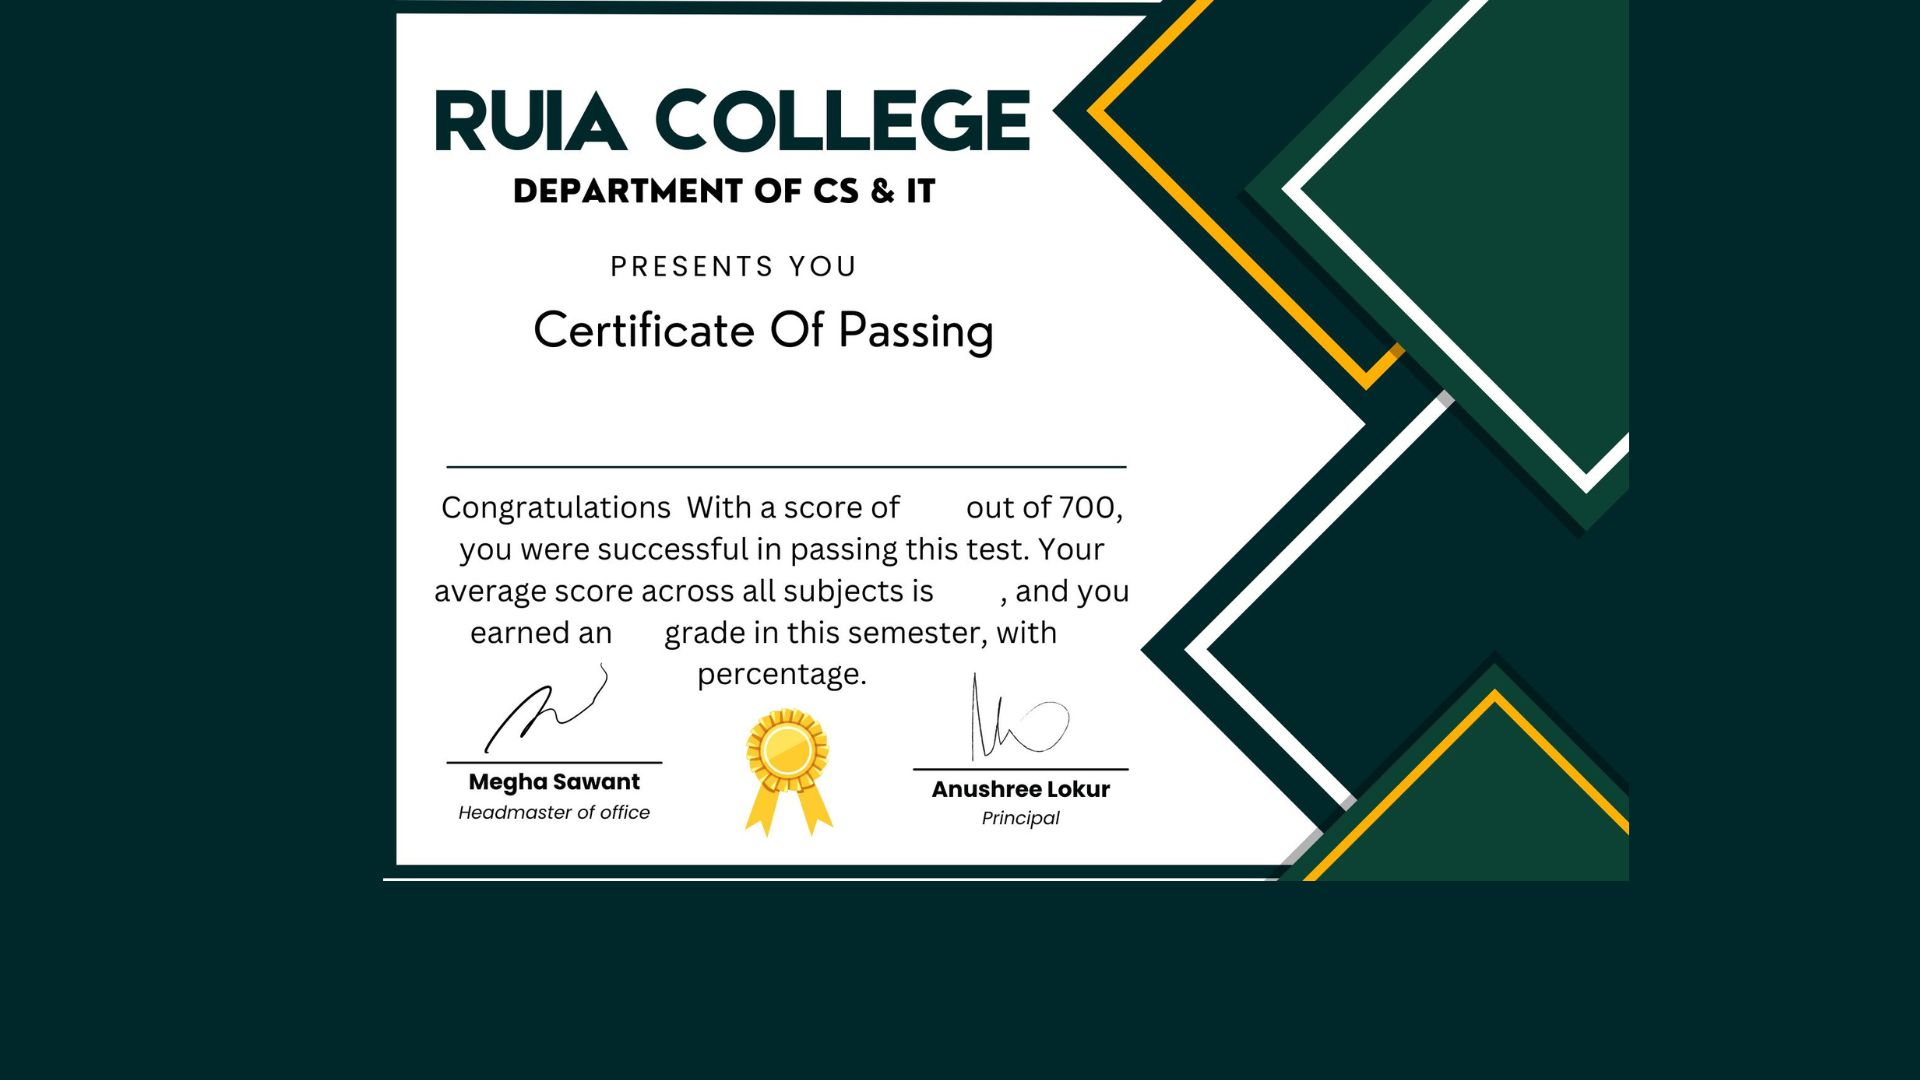 RUIA COLLEGE
DEPARTMENT OF CS & IT
PRESENTS YOU
Certificate Of Passing
Congratulations With a score of out of 700,
you were successful in passing this test. Your
average score across all subjects is , and you
earned an grade in this semester, with
percentage.
Megha Sawant
Headmaster of office
Anushree Lokur
Principal